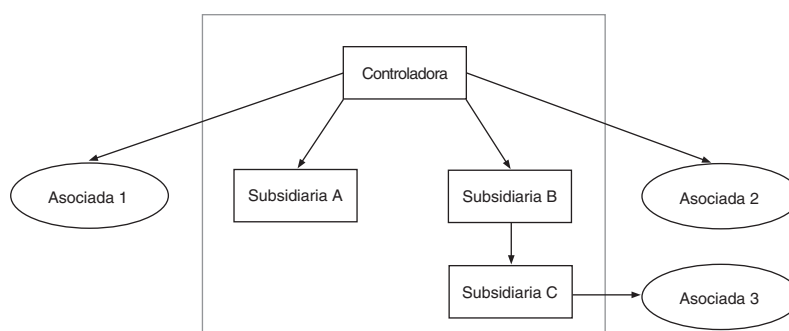 Controladora
Asociada 1
Subsidiaria A
Subsidiaria B
Asociada 2
Subsidiaria C
Asociada 3